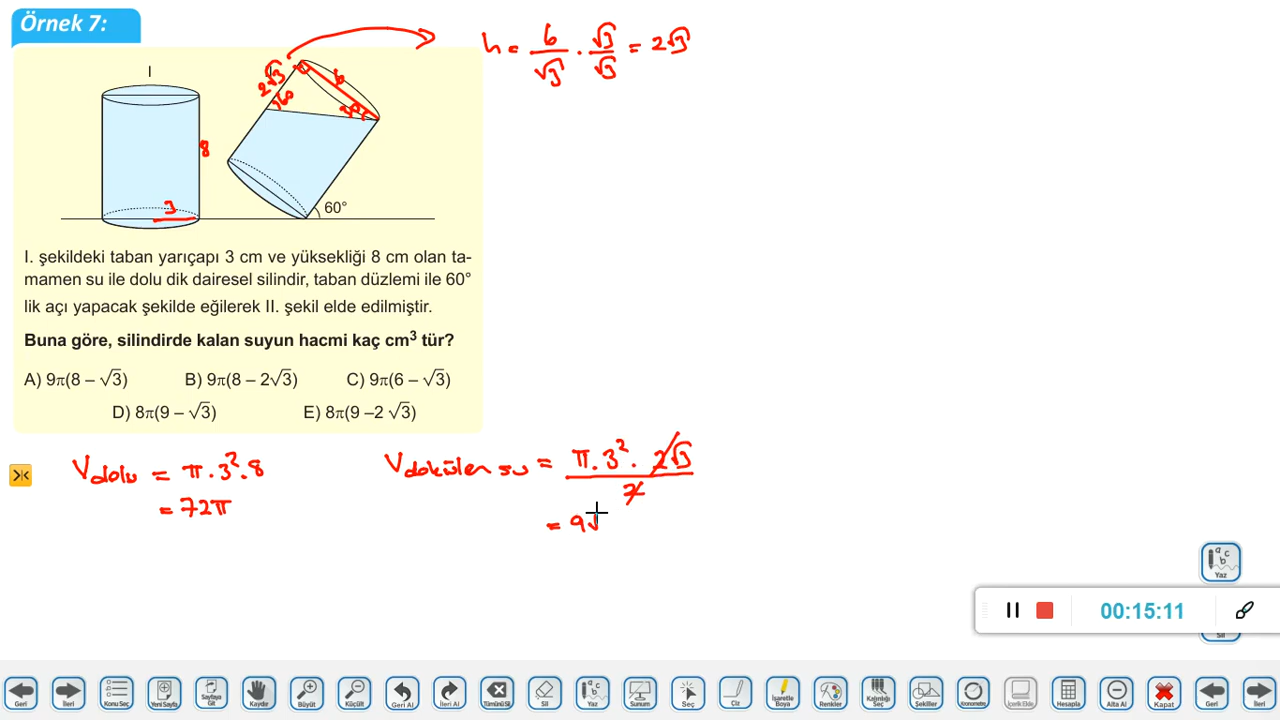 Örnek 7:
h = 6/√3 · √3/√3 = 2√3
I
2√3
6
60
30
8
3
60°
I. şekildeki taban yarıçapı 3 cm ve yüksekliği 8 cm olan ta-
mamen su ile dolu dik dairesel silindir, taban düzlemi ile 60°
lik açı yapacak şekilde eğilerek II. şekil elde edilmiştir.
Buna göre, silindirde kalan suyun hacmi kaç cm³ tür?
A) 9π(8 – √3) B) 9π(8 – 2√3) C) 9π(6 – √3)
D) 8π(9 – √3) E) 8π(9 –2 √3)
Vdolu = π.3².8
= 72π
Vdökülen su = π.3².2√3/2
= 9√
Yaz
00:15:11
Sil
Geri İleri Konu Seç Yeni Sayfa Sayfaya Git Kaydır Büyüt Küçült Geri Al İleri Al Tümünü Sil Sil Yaz Sunum Seç Çiz İşaretle Boya Renkler Kalınlığı Seç Şekiller Kronometre İçerik Ekle Hesapla Alta Al Kapat Geri İleri